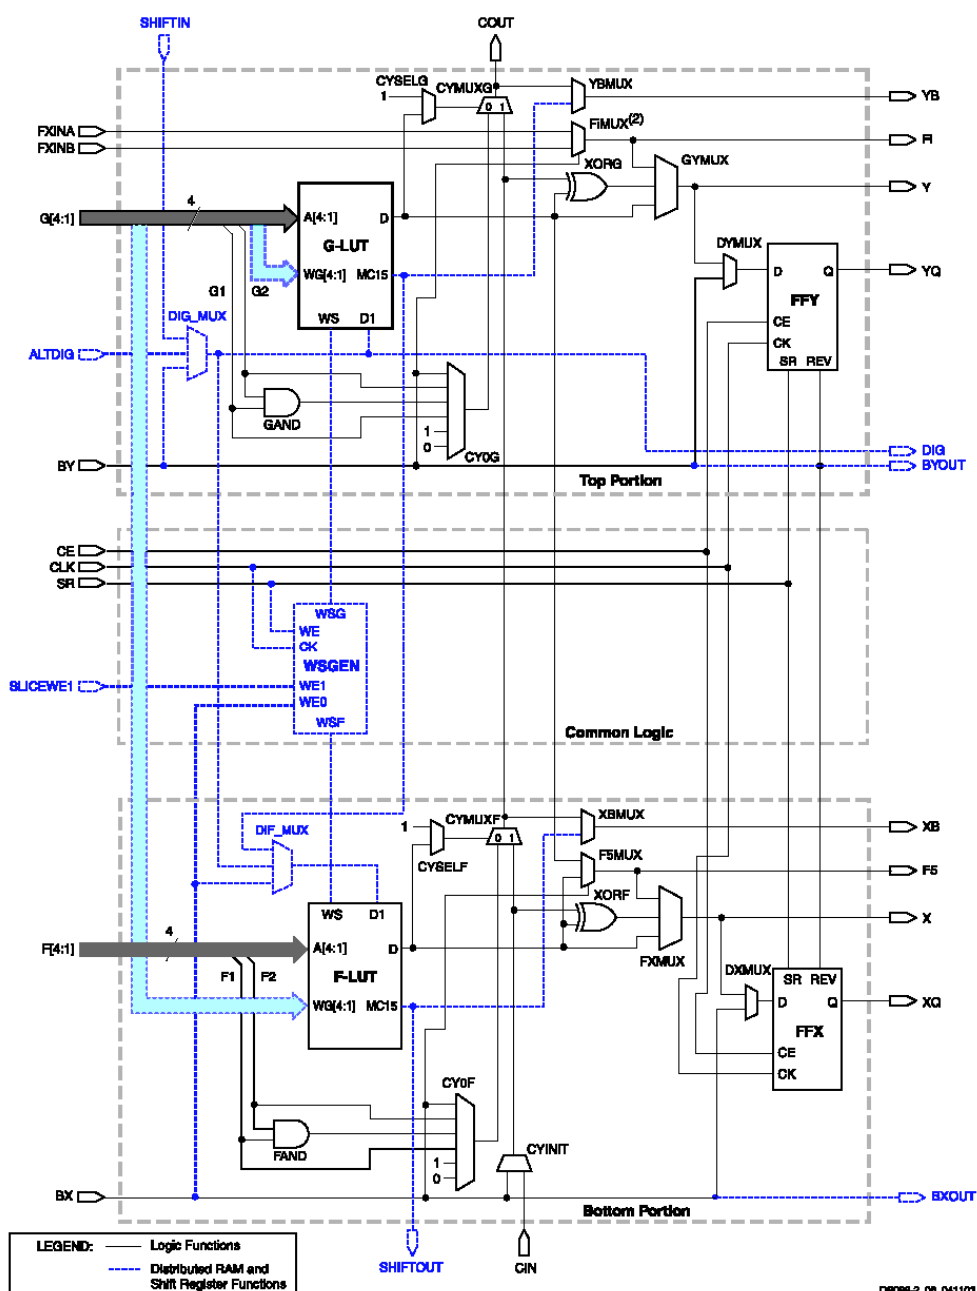 SHIFTIN
COUT
CYSELG
CYMUXG
1
0 1
YBMUX
YB
FXINA
FXINB
FiMUX(2)
FI
XORG
GYMUX
Y
G[4:1]
4
A[4:1]
D
G-LUT
WG[4:1]
MC15
WS
D1
G1
G2
DYMUX
D
Q
FFY
CE
CK
SR
REV
YQ
DIG_MUX
ALTDIG
GAND
1
0
CY0G
BY
DIG
BYOUT
Top Portion
CE
CLK
SR
WSG
WE
CK
WSGEN
SLICEWE1
WE1
WE0
WSF
Common Logic
CYMUXF
1
0 1
XBMUX
XB
DIF_MUX
CYSELF
F5MUX
F5
XORF
X
WS
D1
F[4:1]
4
A[4:1]
D
FXMUX
F1
F2
F-LUT
WG[4:1]
MC15
DXMUX
SR
REV
D
Q
FFX
CE
CK
XQ
CY0F
FAND
1
0
CYINIT
BX
BXOUT
Bottom Portion
LEGEND:
Logic Functions
Distributed RAM and
Shift Register Functions
SHIFTOUT
CIN